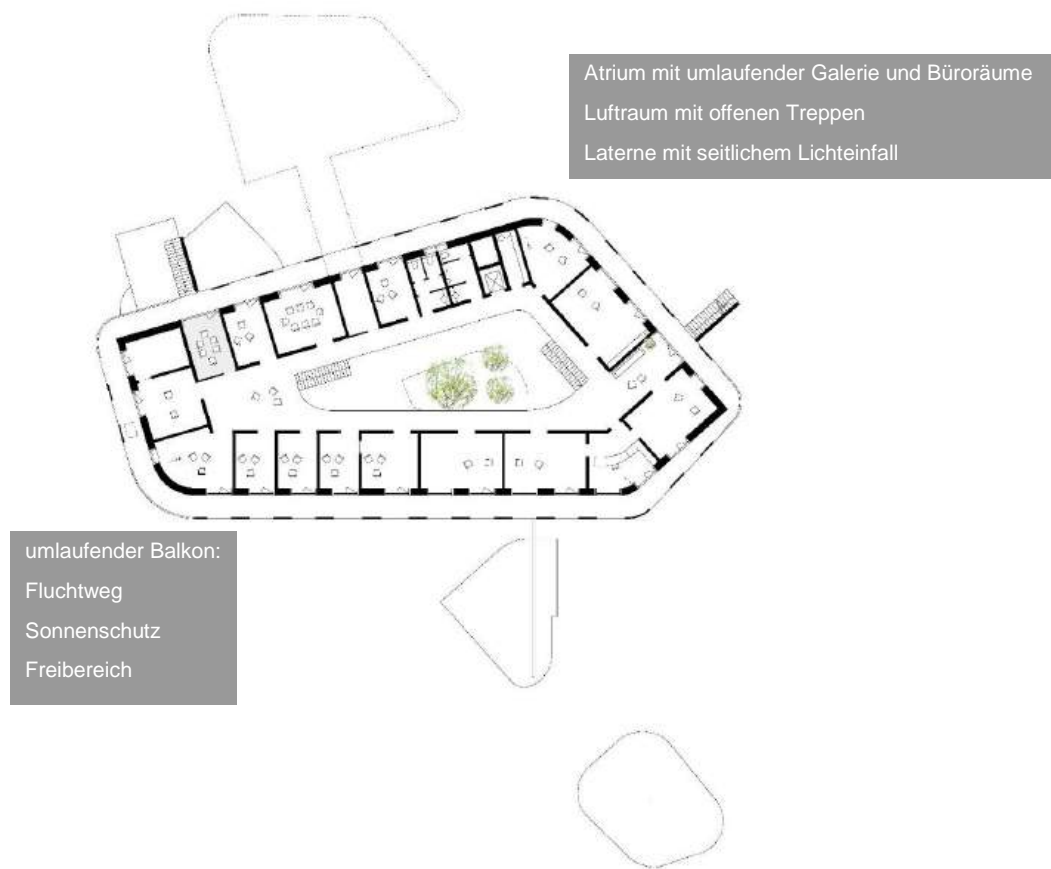 Atrium mit umlaufender Galerie und Büroräume
Luftraum mit offenen Treppen
Laterne mit seitlichem Lichteinfall
umlaufender Balkon:
Fluchtweg
Sonnenschutz
Freibereich